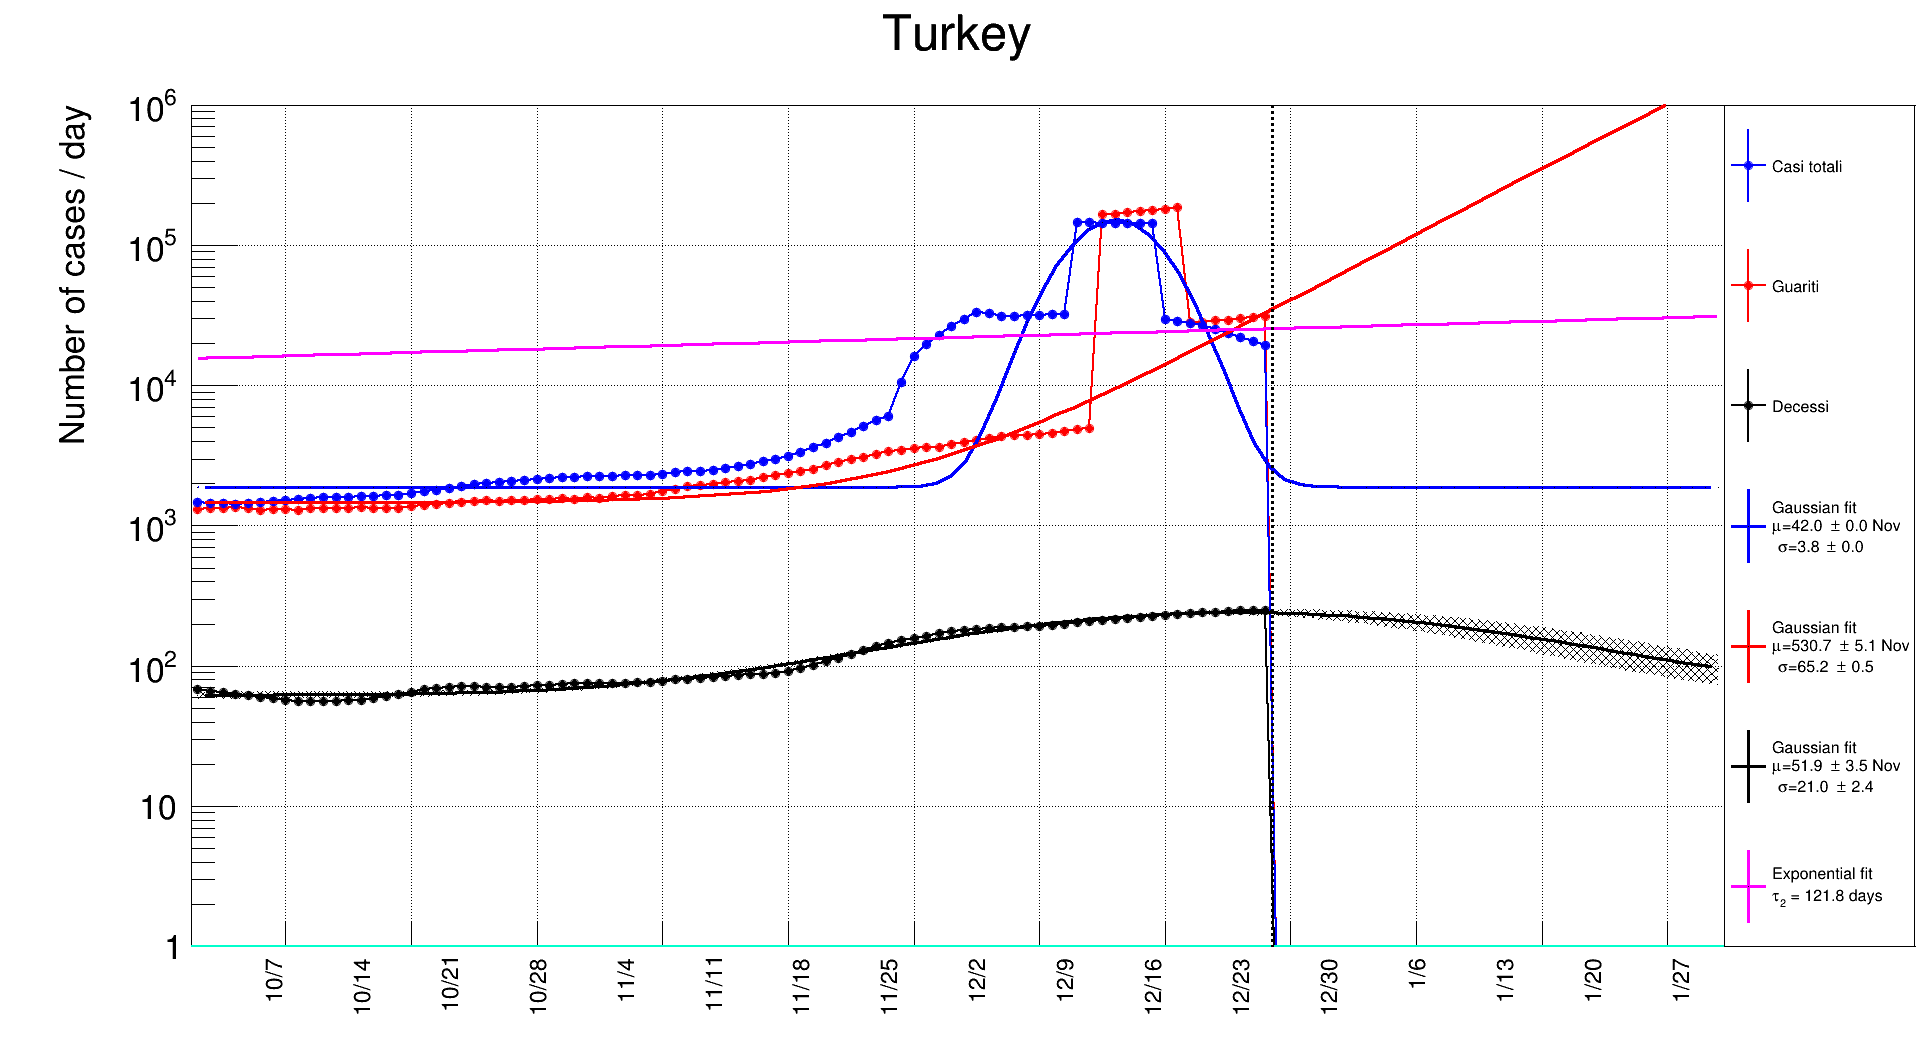 Turkey
Number of cases / day
10^6
10^5
10^4
10^3
10^2
10
1
10/7
10/14
10/21
10/28
11/4
11/11
11/18
11/25
12/2
12/9
12/16
12/23
12/30
1/6
1/13
1/20
1/27
Casi totali
Guariti
Decessi
Gaussian fit
μ=42.0 ± 0.0 Nov
σ=3.8 ± 0.0
Gaussian fit
μ=530.7 ± 5.1 Nov
σ=65.2 ± 0.5
Gaussian fit
μ=51.9 ± 3.5 Nov
σ=21.0 ± 2.4
Exponential fit
τ₂ = 121.8 days